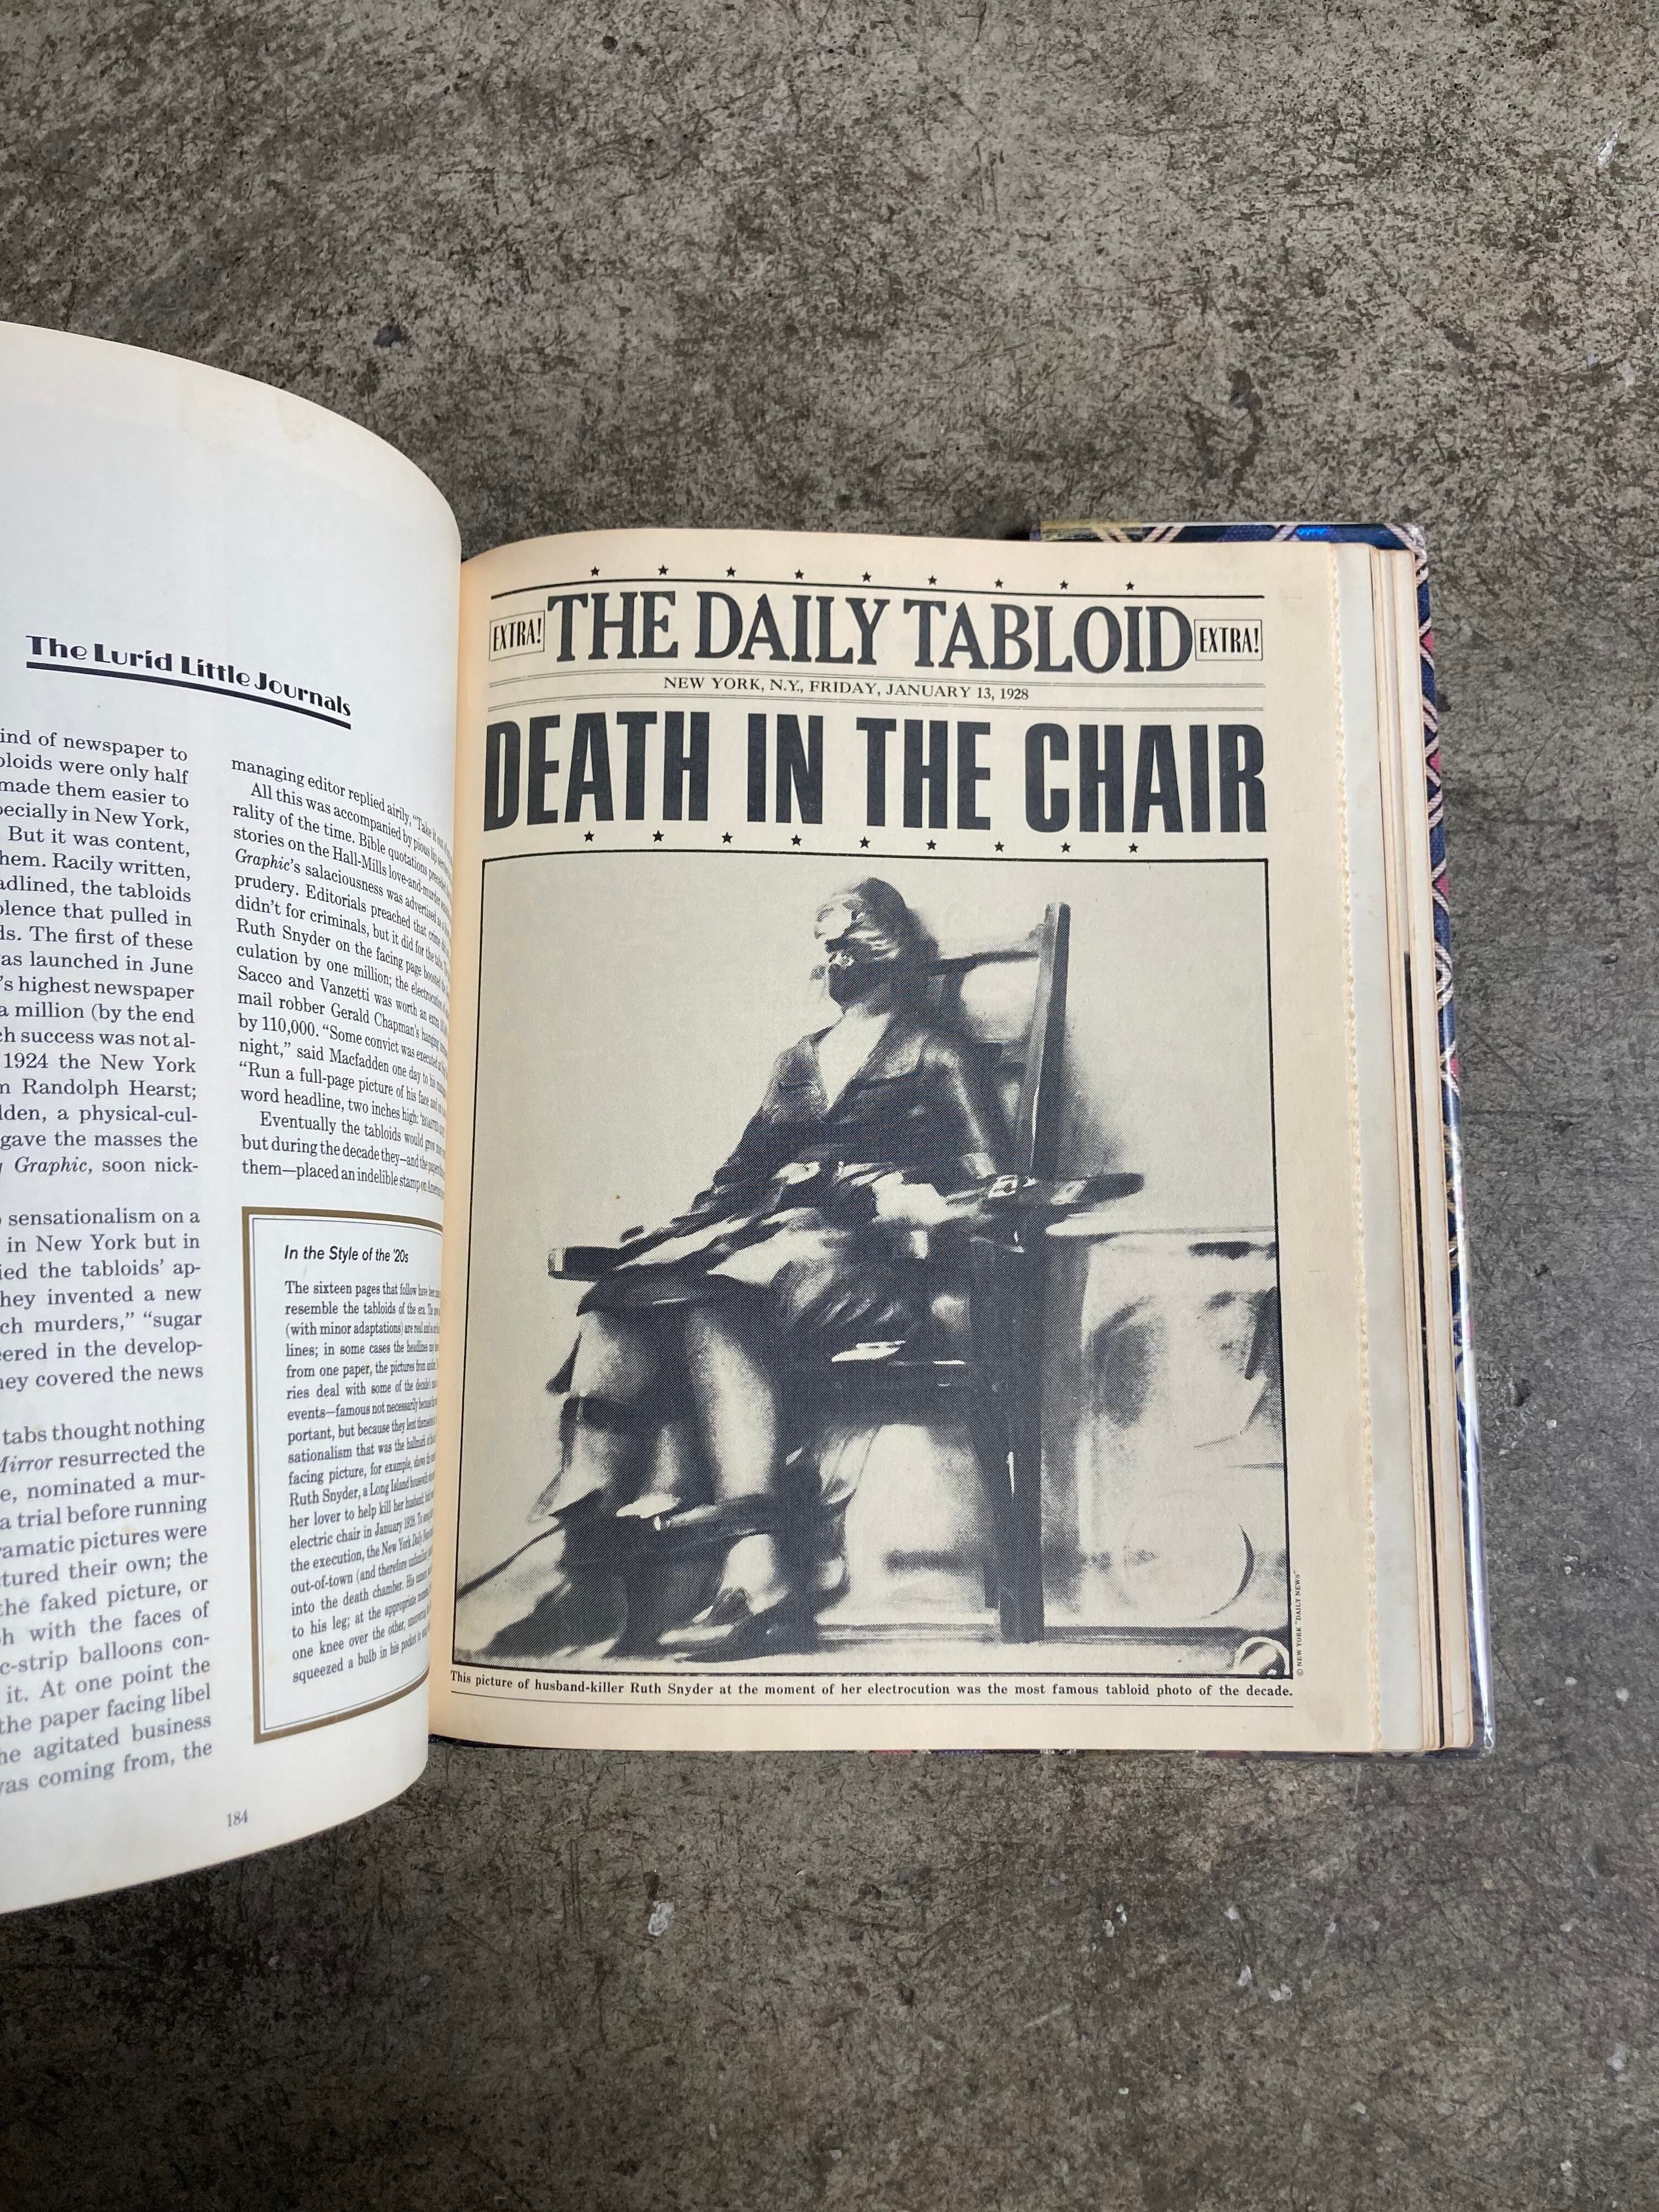 The Lurid Little Journals
ind of newspaper to
bloids were only half
made them easier to
pecially in New York,
But it was content,
hem. Racily written,
adlined, the tabloids
olence that pulled in
ds. The first of these
as launched in June
's highest newspaper
a million (by the end
ch success was not al-
1924 the New York
n Randolph Hearst;
dden, a physical-cul-
gave the masses the
Graphic, soon nick-
sensationalism on a
in New York but in
ied the tabloids' ap-
hey invented a new
ch murders," "sugar
eered in the develop-
hey covered the news
tabs thought nothing
Mirror resurrected the
e, nominated a mur-
a trial before running
ramatic pictures were
tured their own; the
the faked picture, or
h with the faces of
c-strip balloons con-
it. At one point the
the paper facing libel
he agitated business
was coming from, the
managing editor replied airily, "Take it
All this was accompanied by pious lip
rality of the time. Bible quotations
stories on the Hall-Mills love-and-murder
Graphic's salaciousness was advertised as
prudery. Editorials preached that crime
didn't for criminals, but it did for the
Ruth Snyder on the facing page boosted
culation by one million; the electrocution
Sacco and Vanzetti was worth an extra
mail robber Gerald Chapman's hanging
by 110,000. "Some convict was executed
night," said Macfadden one day to his
"Run a full-page picture of his face and
word headline, two inches high:
Eventually the tabloids would grow
but during the decade they—and the
them—placed an indelible stamp on
In the Style of the '20s
The sixteen pages that follow have
resemble the tabloids of the era. The
(with minor adaptations) are real
lines; in some cases the headlines
from one paper, the pictures from
ries deal with some of the decade's
events—famous not necessarily
portant, but because they lent
sationalism that was the hallmark
facing picture, for example, shows
Ruth Snyder, a Long Island housewife
her lover to help kill her husband
electric chair in January 1928. To
the execution, the New York Daily
out-of-town (and therefore
into the death chamber. His
to his leg; at the appropriate
one knee over the other,
squeezed a bulb in his pocket
184
EXTRA! THE DAILY TABLOID EXTRA!
NEW YORK, N.Y., FRIDAY, JANUARY 13, 1928
DEATH IN THE CHAIR
© NEW YORK "DAILY NEWS"
This picture of husband-killer Ruth Snyder at the moment of her electrocution was the most famous tabloid photo of the decade.